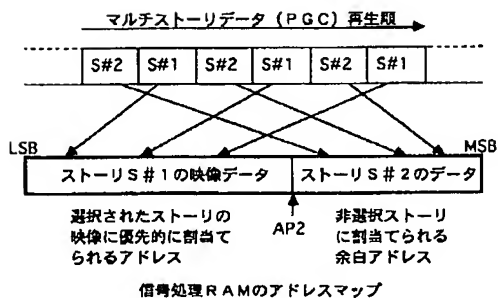 マルチストーリデータ(PGC)再生順
S#2 S#1 S#2 S#1 S#2 S#1
LSB MSB
ストーリS#1の映像データ ストーリS#2のデータ
選択されたストーリの
映像に優先的に割当て
られるアドレス
AP2
非選択ストーリ
に割当てられる
余白アドレス
信号処理RAMのアドレスマップ